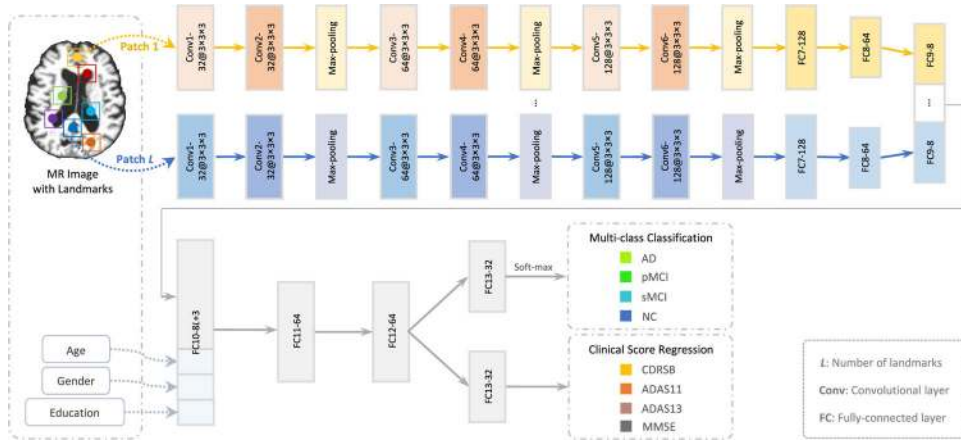 Patch 1
Conv1-
32@3×3×3
Conv2-
32@3×3×3
Max-pooling
Conv3-
64@3×3×3
Conv4-
64@3×3×3
Max-pooling
Conv5-
128@3×3×3
Conv6-
128@3×3×3
Max-pooling
FC7-128
FC8-64
FC9-8
...
...
Patch L
Conv1-
32@3×3×3
Conv2-
32@3×3×3
Max-pooling
Conv3-
64@3×3×3
Conv4-
64@3×3×3
Max-pooling
Conv5-
128@3×3×3
Conv6-
128@3×3×3
Max-pooling
FC7-128
FC8-64
FC9-8
MR Image
with Landmarks
Age
Gender
Education
FC10-8L+3
FC11-64
FC12-64
FC13-32
Soft-max
FC13-32
Multi-class Classification
AD
pMCI
sMCI
NC
Clinical Score Regression
CDRSB
ADAS11
ADAS13
MMSE
L: Number of landmarks
Conv: Convolutional layer
FC: Fully-connected layer